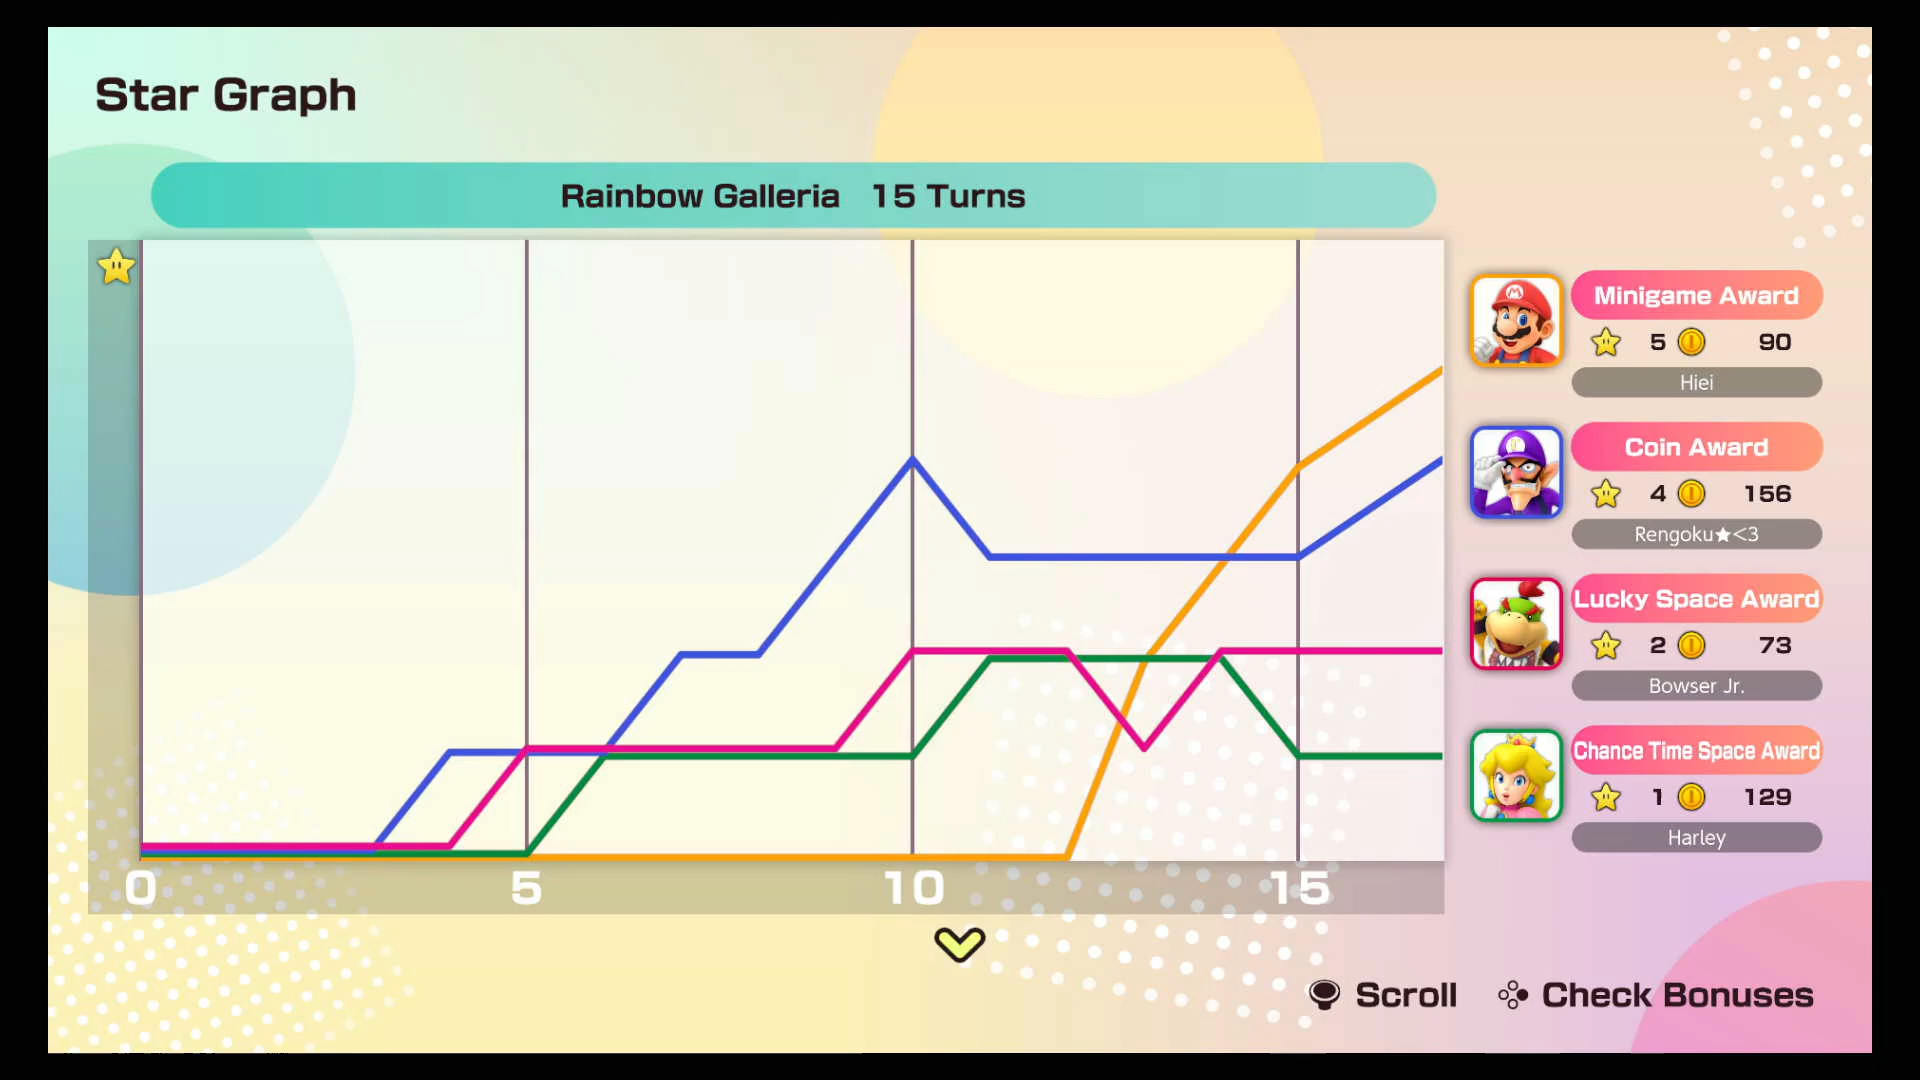 Star Graph
Rainbow Galleria 15 Turns
0 5 10 15
Minigame Award
5 90
Hiei
Coin Award
4 156
Rengoku★<3
Lucky Space Award
2 73
Bowser Jr.
Chance Time Space Award
1 129
Harley
Scroll Check Bonuses